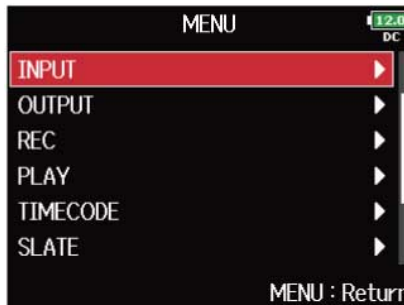 MENU
12.0
DC
INPUT
OUTPUT
REC
PLAY
TIMECODE
SLATE
MENU : Return